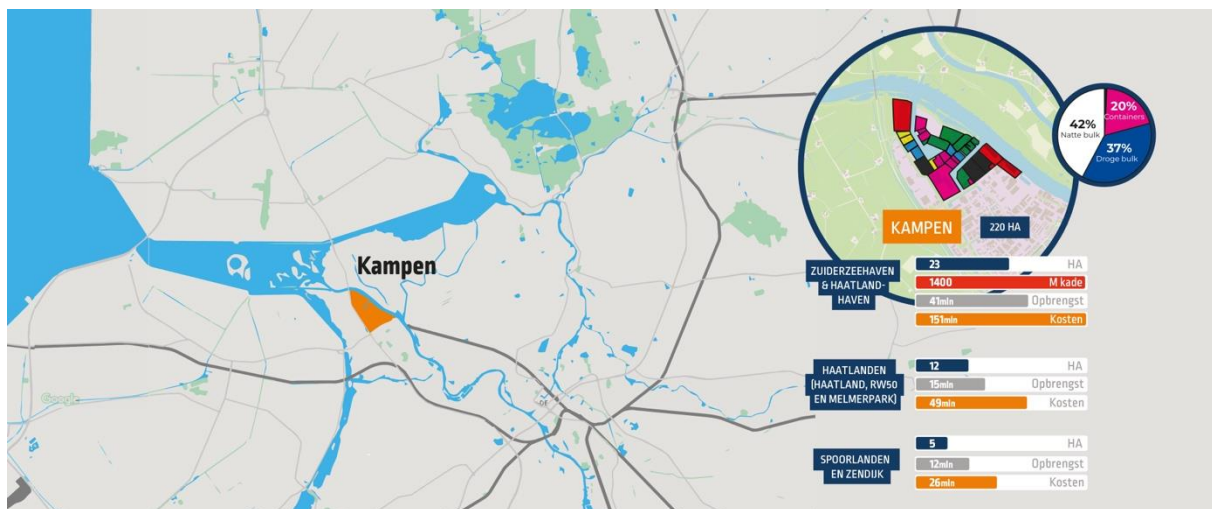 Kampen
Google
20%
Containers
42%
Natte bulk
37%
Droge bulk
KAMPEN
220 HA
ZUIDERZEEHAVEN
& HAATLAND-
HAVEN
23 HA
1400 M kade
41mln Opbrengst
151mln Kosten
HAATLANDEN
(HAATLAND, RW50
EN MELMERPARK)
12 HA
15mln Opbrengst
49mln Kosten
SPOORLANDEN
EN ZENDIJK
5 HA
12mln Opbrengst
26mln Kosten